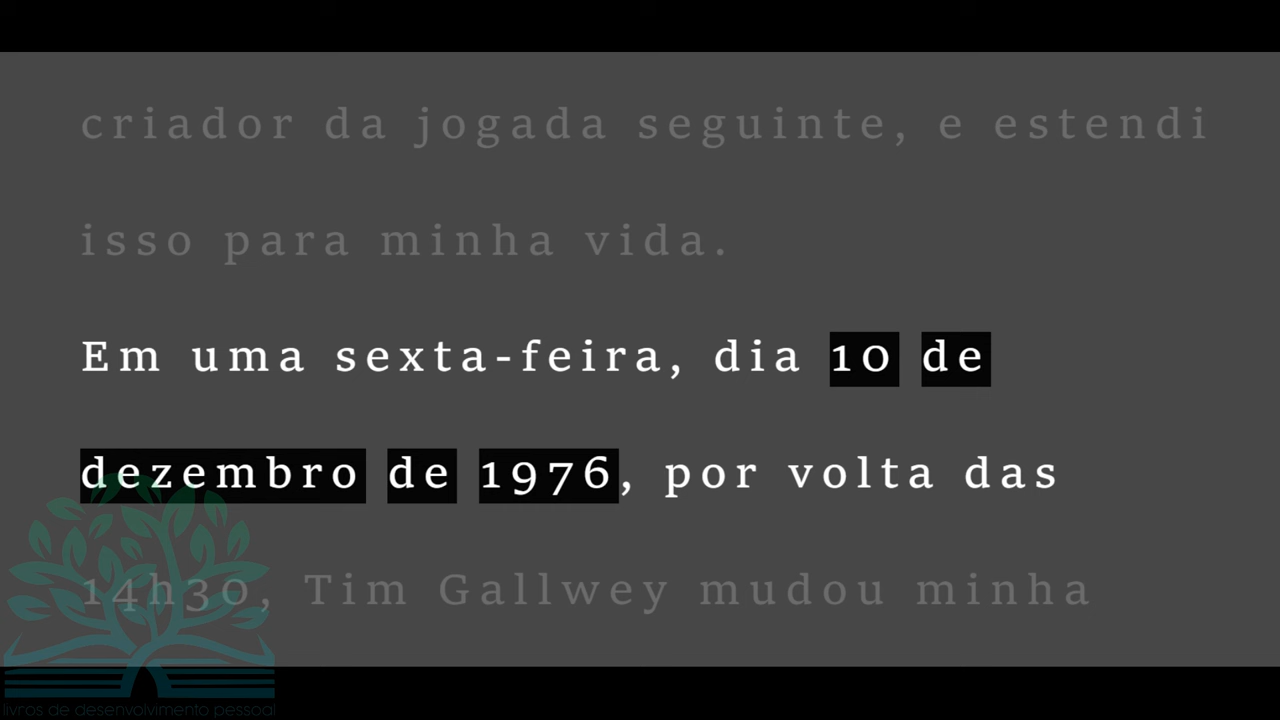 criador da jogada seguinte, e estendi
isso para minha vida.
Em uma sexta-feira, dia 10 de
dezembro de 1976, por volta das
14h30, Tim Gallwey mudou minha
livros de desenvolvimento pessoal